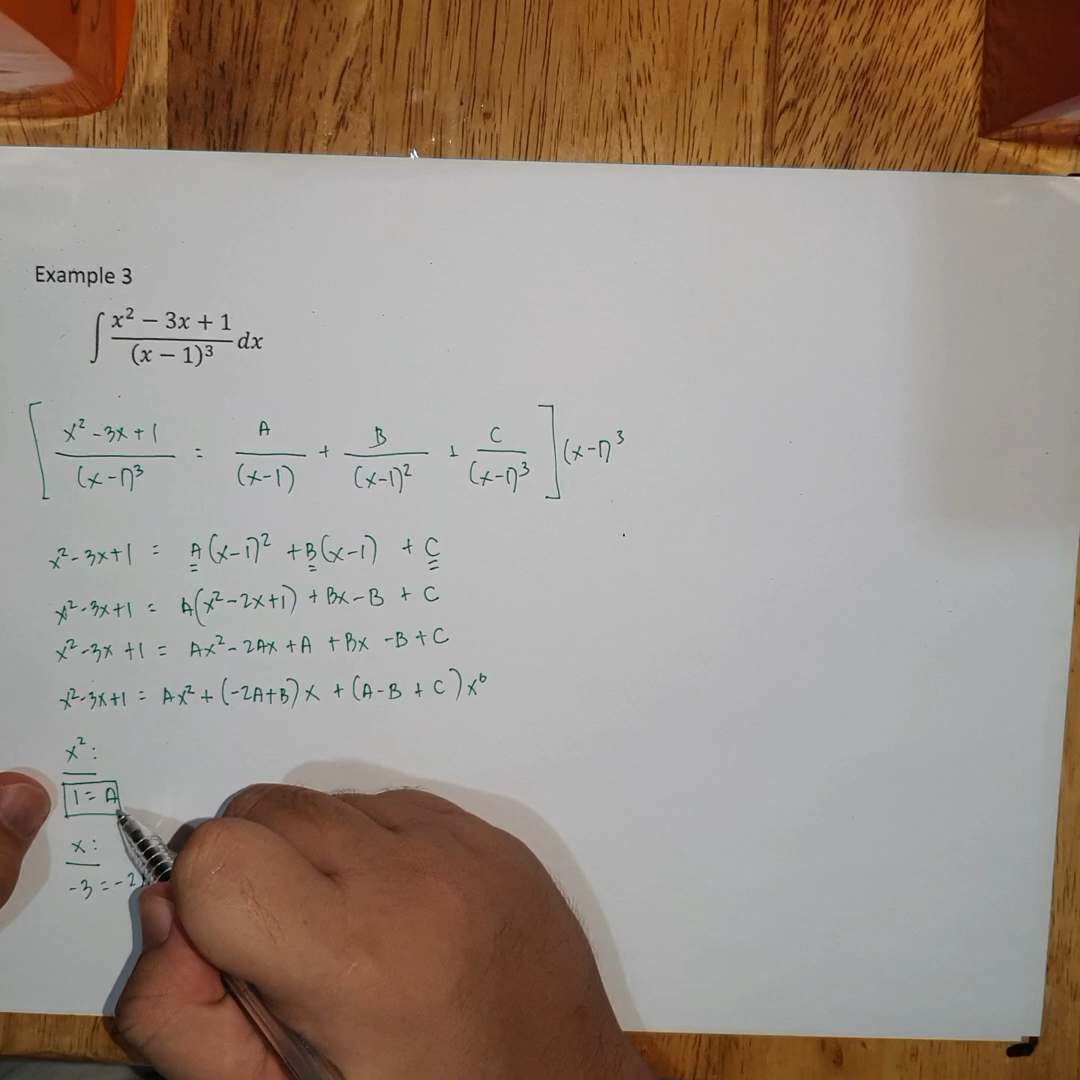 Example 3
∫ x² − 3x + 1 / (x − 1)³ dx
[ x² - 3x + 1 / (x-1)³ = A / (x-1) + B / (x-1)² + C / (x-1)³ ] (x-1)³
x² - 3x+1 = A(x-1)² + B(x-1) + C
x² - 3x+1 = A(x² - 2x+1) + Bx - B + C
x² - 3x +1 = Ax² - 2Ax + A + Bx - B + C
x² - 3x+1 = Ax² + (-2A+B)x + (A - B + C)x⁰
x²:
1 = A
x:
-3 = -2